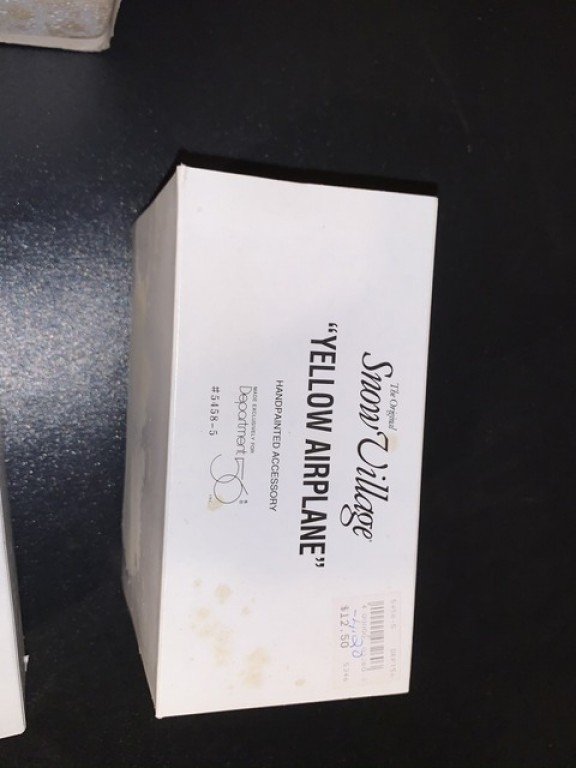 The Original
Snow Village
"YELLOW AIRPLANE"
HANDPAINTED ACCESSORY
MADE EXCLUSIVELY FOR
Department 56
#5458-5
$12.50